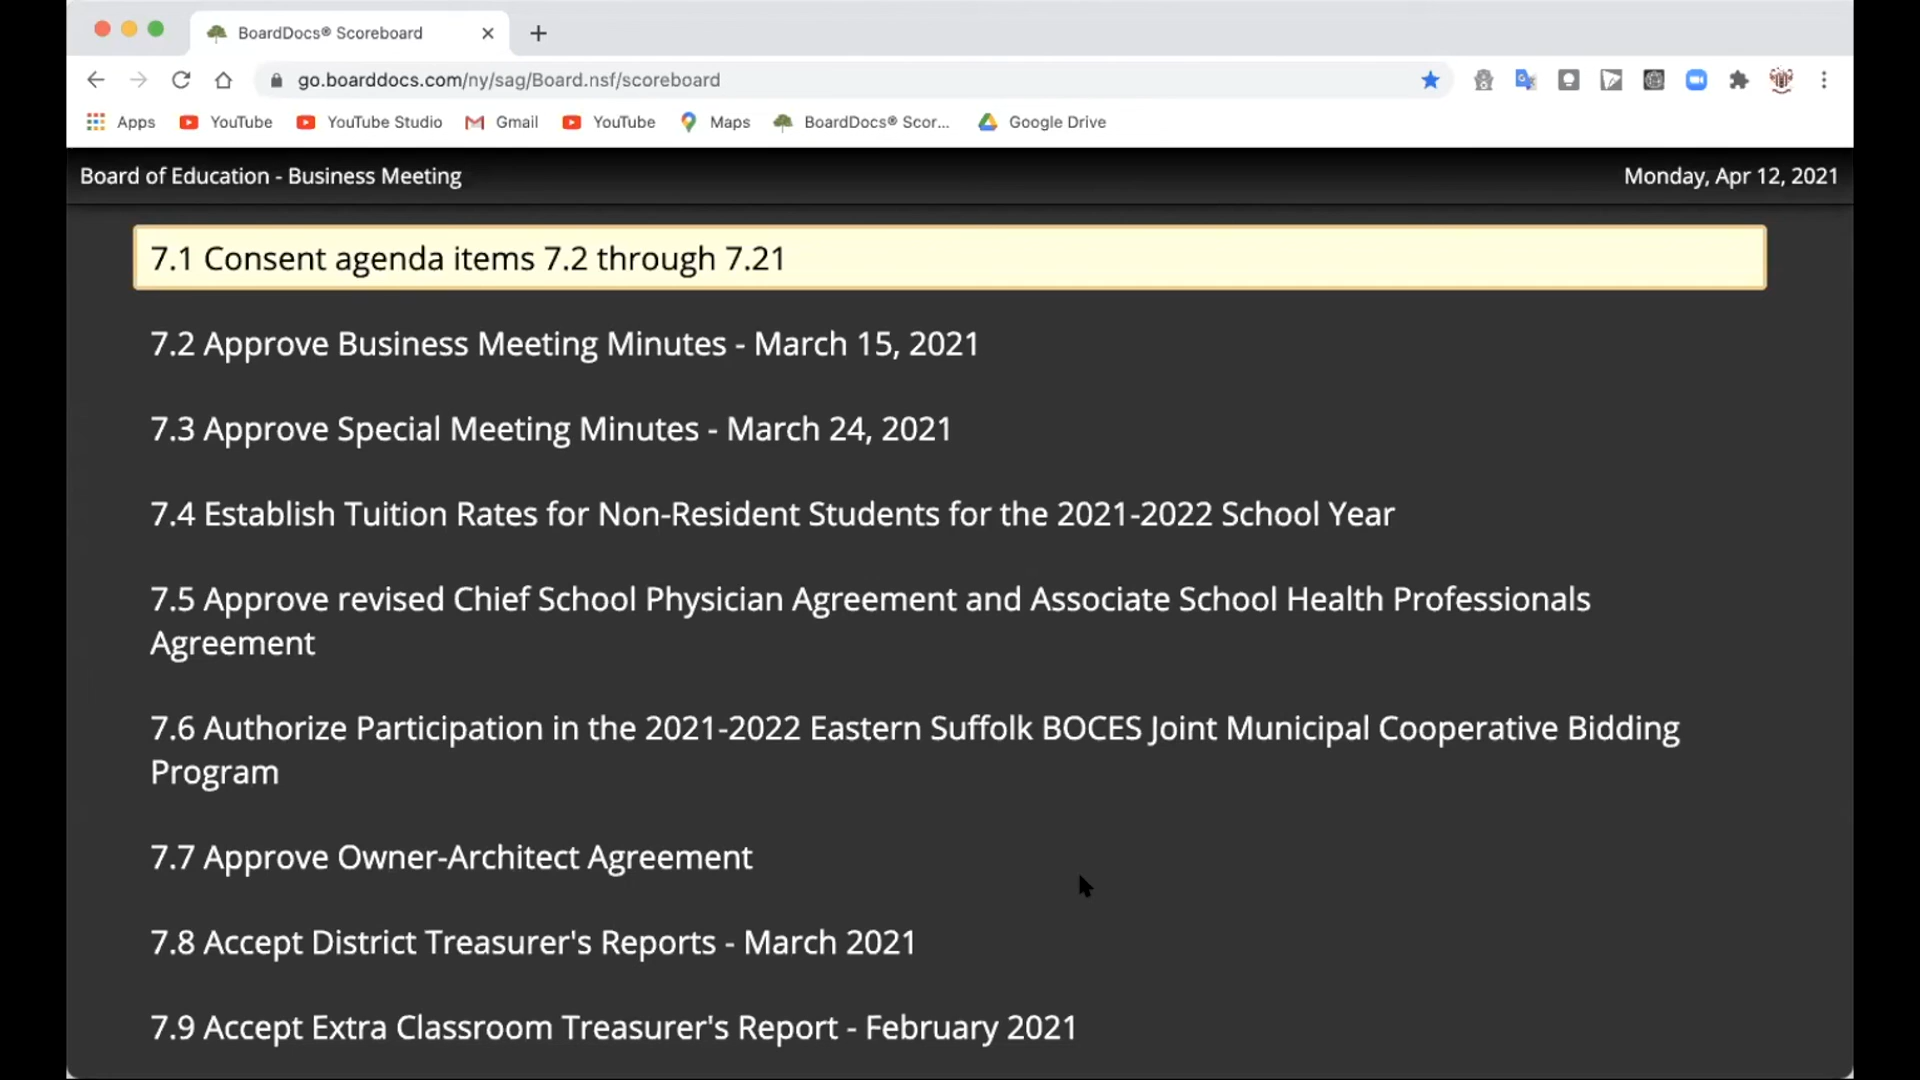 BoardDocs® Scoreboard
go.boarddocs.com/ny/sag/Board.nsf/scoreboard
Apps YouTube YouTube Studio Gmail YouTube Maps BoardDocs® Scor... Google Drive
Board of Education - Business Meeting Monday, Apr 12, 2021
7.1 Consent agenda items 7.2 through 7.21
7.2 Approve Business Meeting Minutes - March 15, 2021
7.3 Approve Special Meeting Minutes - March 24, 2021
7.4 Establish Tuition Rates for Non-Resident Students for the 2021-2022 School Year
7.5 Approve revised Chief School Physician Agreement and Associate School Health Professionals
Agreement
7.6 Authorize Participation in the 2021-2022 Eastern Suffolk BOCES Joint Municipal Cooperative Bidding
Program
7.7 Approve Owner-Architect Agreement
7.8 Accept District Treasurer's Reports - March 2021
7.9 Accept Extra Classroom Treasurer's Report - February 2021